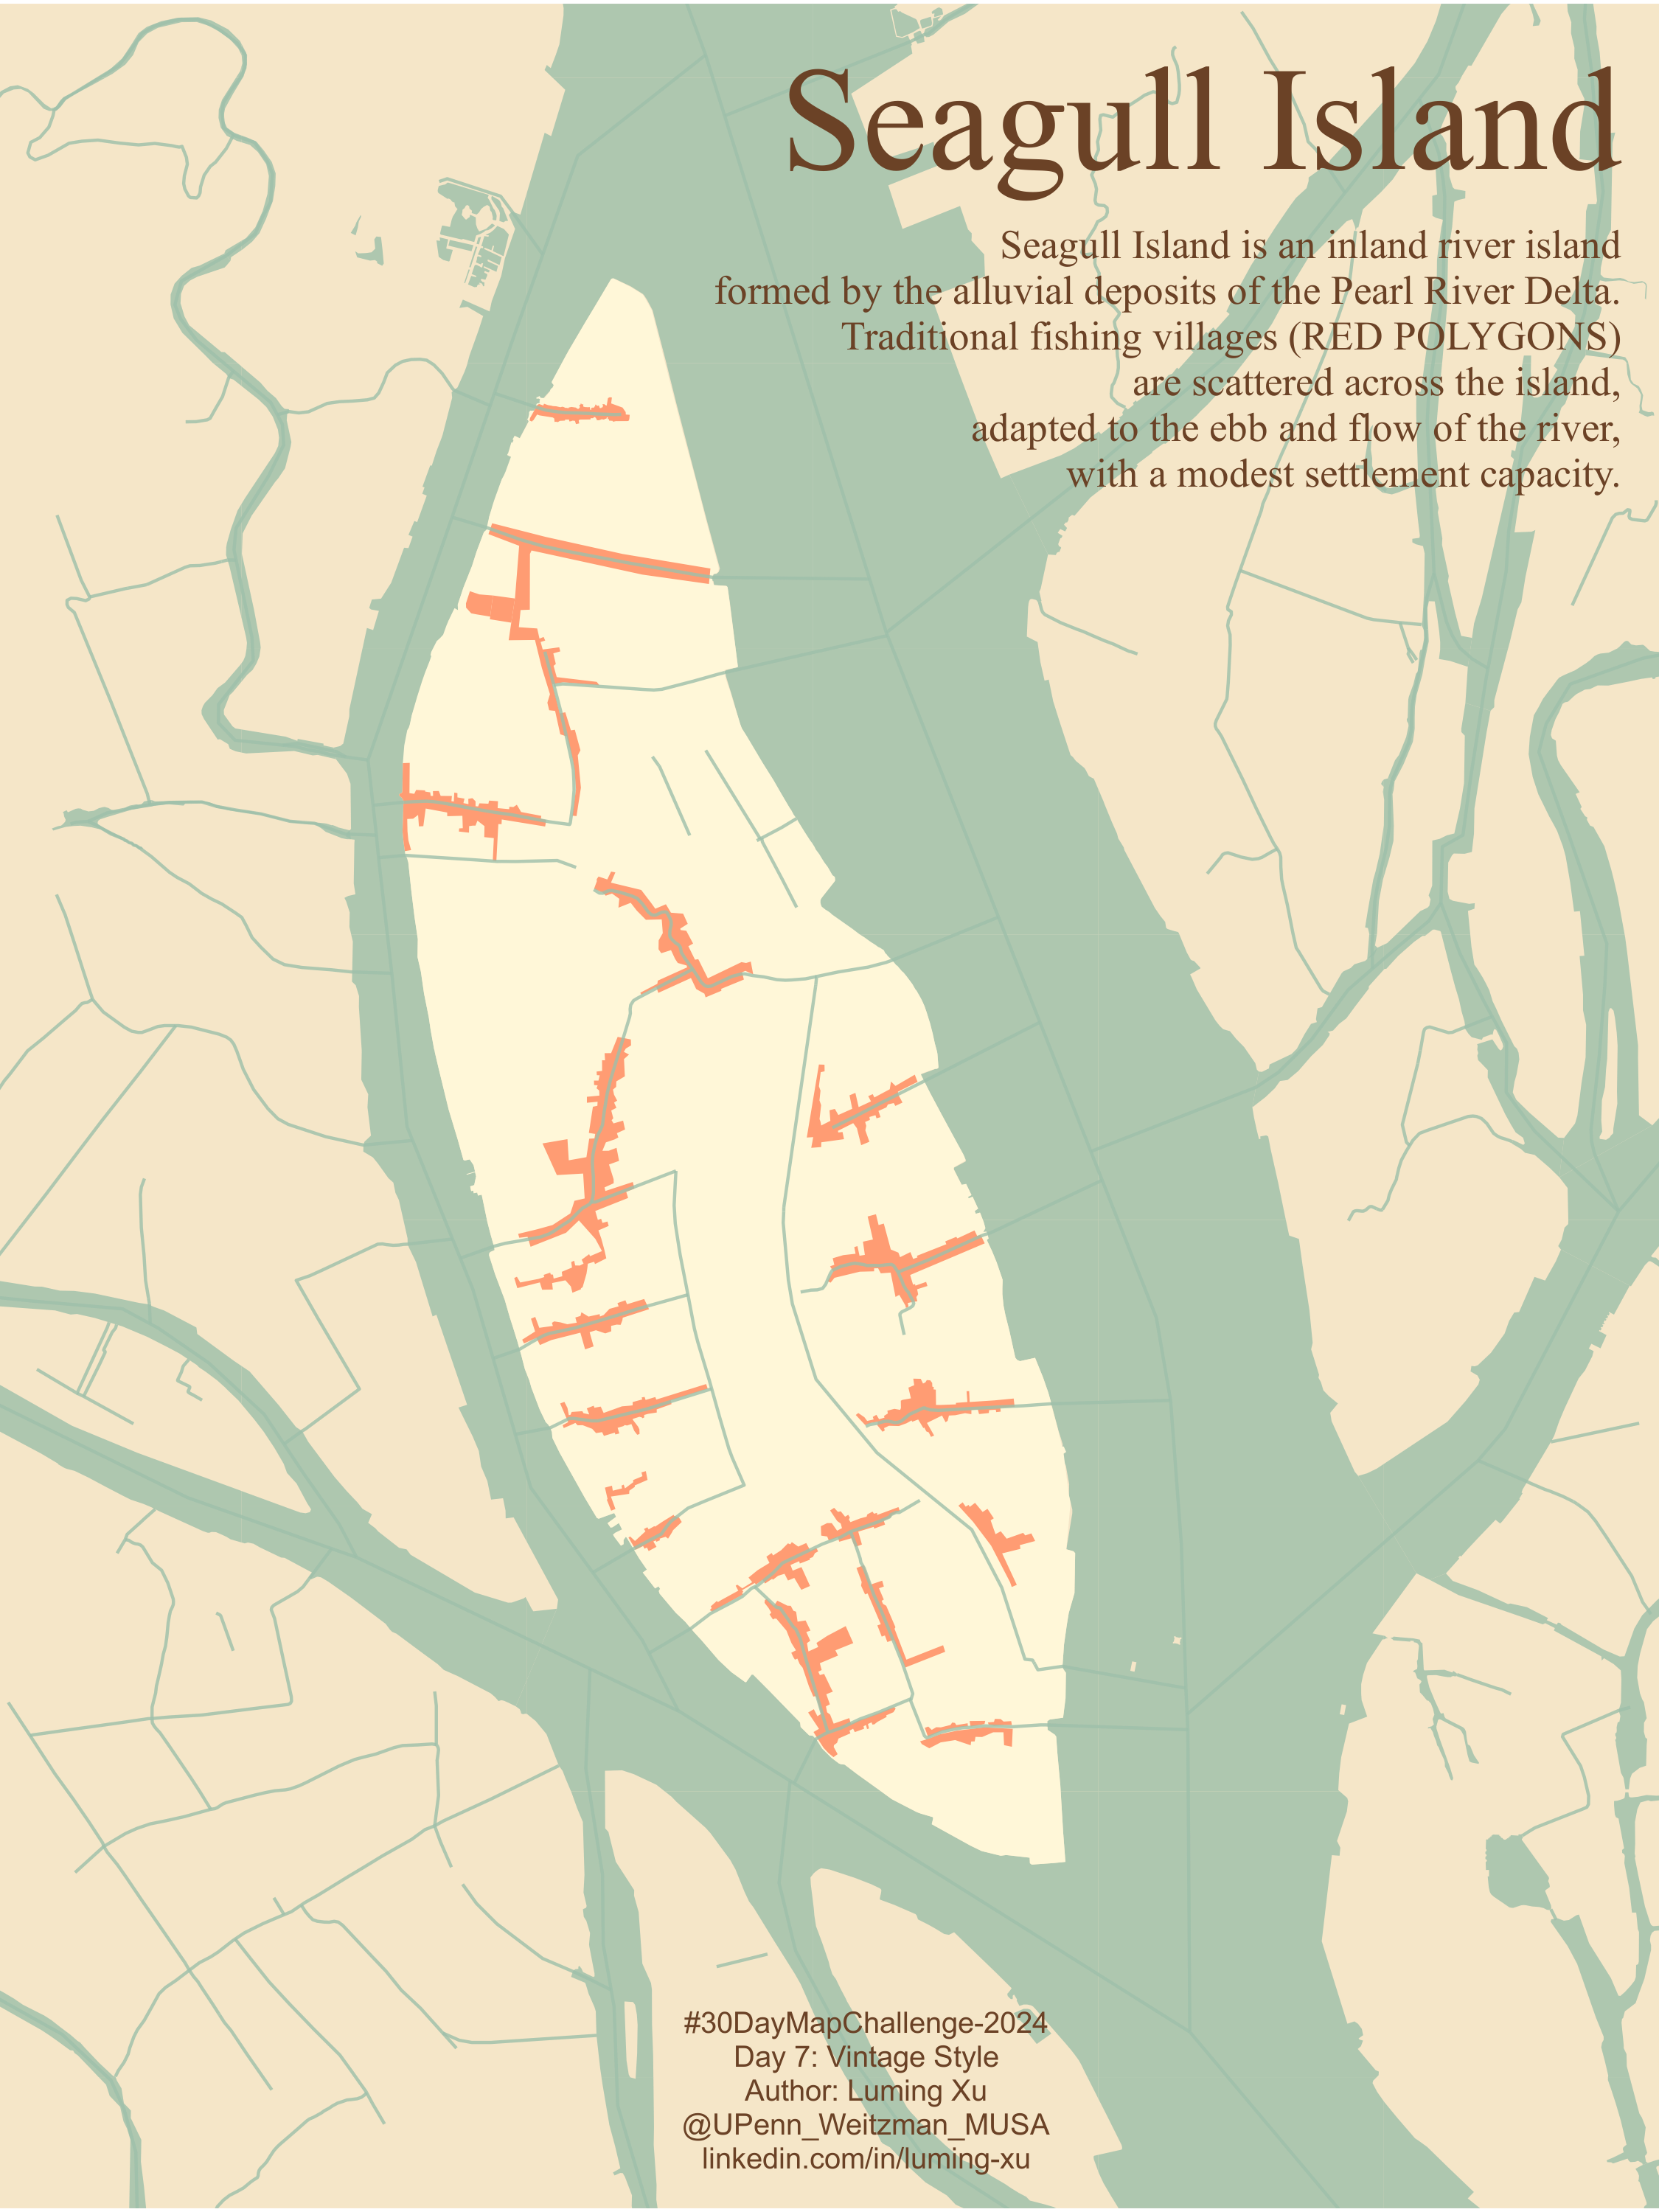 Seagull Island
Seagull Island is an inland river island
formed by the alluvial deposits of the Pearl River Delta.
Traditional fishing villages (RED POLYGONS)
are scattered across the island,
adapted to the ebb and flow of the river,
with a modest settlement capacity.
#30DayMapChallenge-2024
Day 7: Vintage Style
Author: Luming Xu
@UPenn_Weitzman_MUSA
linkedin.com/in/luming-xu